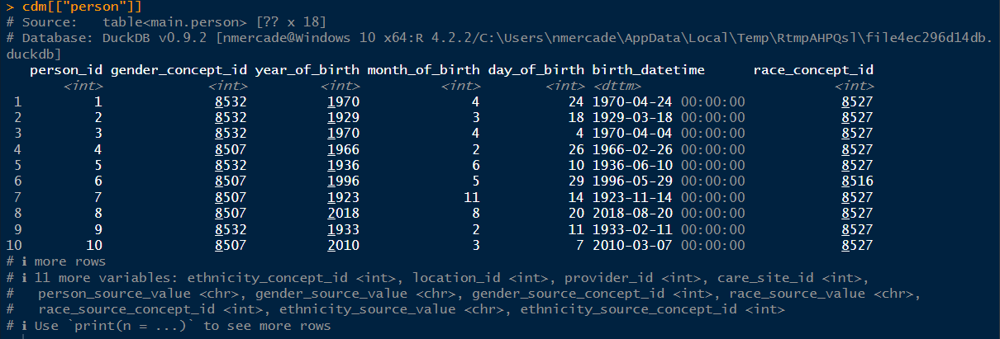 > cdm[["person"]]
# Source:   table<main.person> [?? x 18]
# Database: DuckDB v0.9.2 [nmercade@Windows 10 x64:R 4.2.2/C:\Users\nmercade\AppData\Local\Temp\RtmpAHPQsl\file4ec296d14db.
duckdb]
   person_id gender_concept_id year_of_birth month_of_birth day_of_birth birth_datetime      race_concept_id
       <int>             <int>         <int>          <int>        <int> <dttm>                        <int>
 1         1              8532          1970              4           24 1970-04-24 00:00:00            8527
 2         2              8532          1929              3           18 1929-03-18 00:00:00            8527
 3         3              8532          1970              4            4 1970-04-04 00:00:00            8527
 4         4              8507          1966              2           26 1966-02-26 00:00:00            8527
 5         5              8532          1936              6           10 1936-06-10 00:00:00            8527
 6         6              8507          1996              5           29 1996-05-29 00:00:00            8516
 7         7              8507          1923             11           14 1923-11-14 00:00:00            8527
 8         8              8507          2018              8           20 2018-08-20 00:00:00            8527
 9         9              8532          1933              2           11 1933-02-11 00:00:00            8527
10        10              8507          2010              3            7 2010-03-07 00:00:00            8527
# ℹ more rows
# ℹ 11 more variables: ethnicity_concept_id <int>, location_id <int>, provider_id <int>, care_site_id <int>,
#   person_source_value <chr>, gender_source_value <chr>, gender_source_concept_id <int>, race_source_value <chr>,
#   race_source_concept_id <int>, ethnicity_source_value <chr>, ethnicity_source_concept_id <int>
# ℹ Use `print(n = ...)` to see more rows